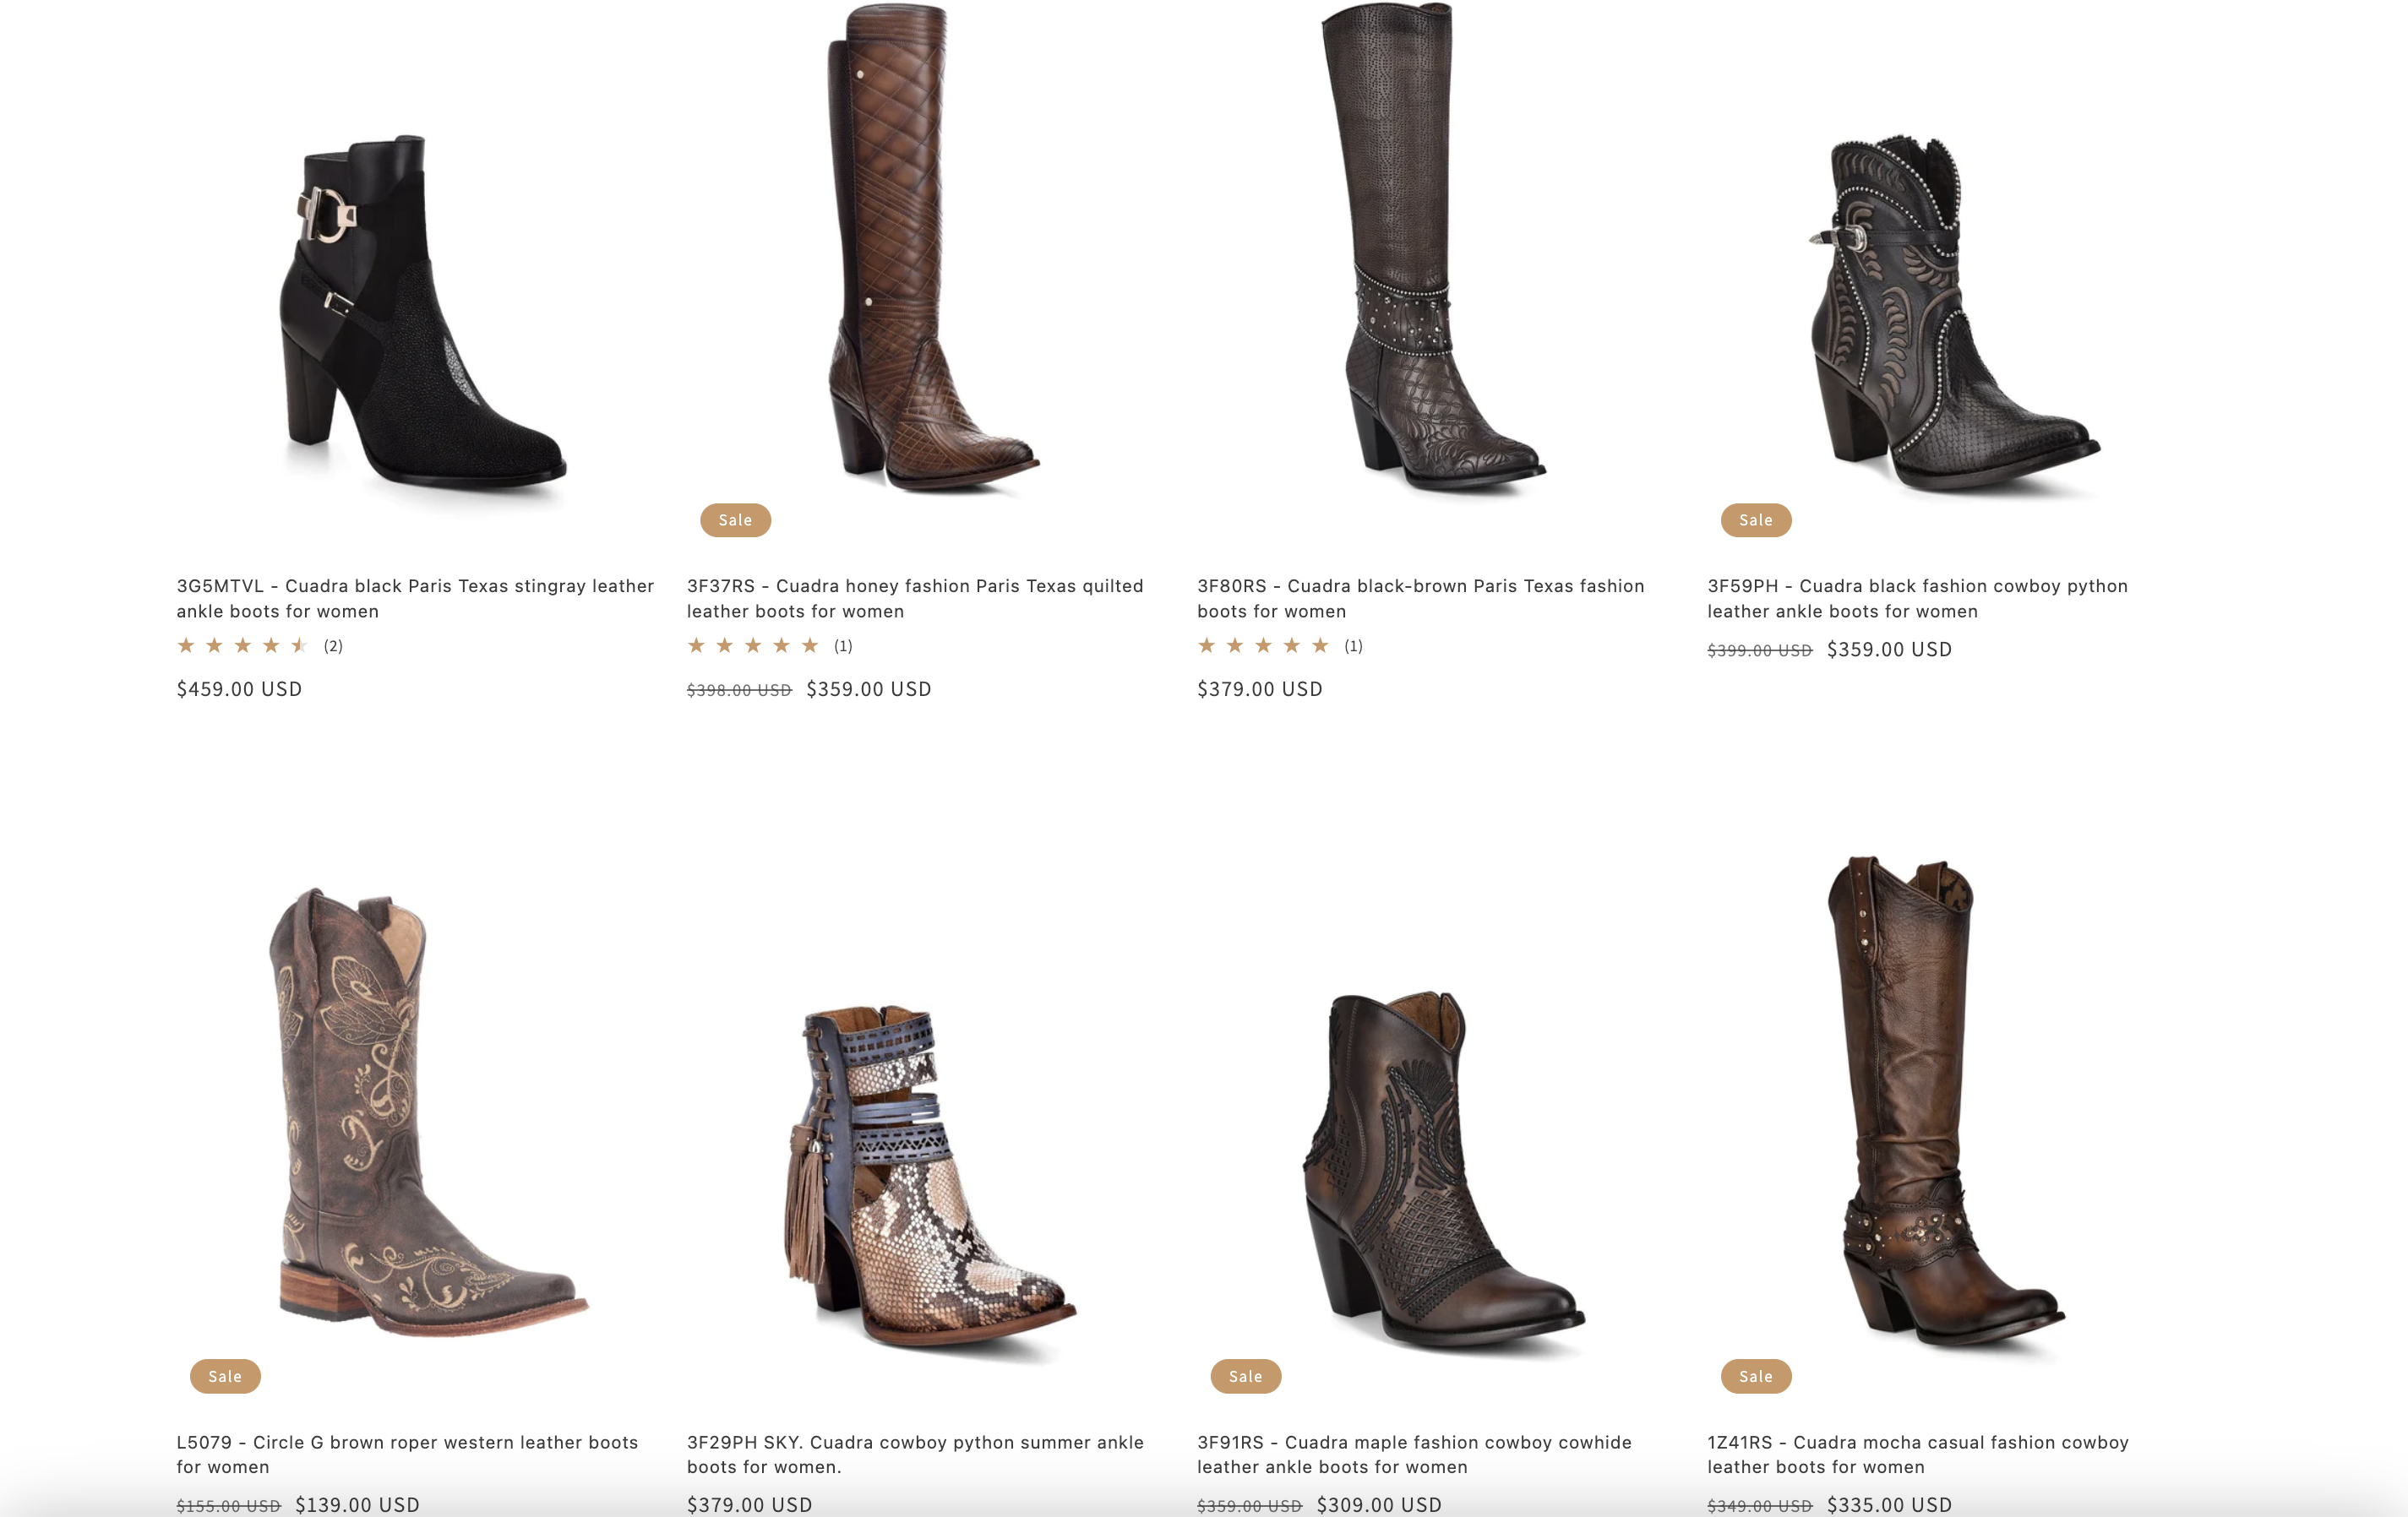 Sale
Sale
3G5MTVL - Cuadra black Paris Texas stingray leather
ankle boots for women
(2)
$459.00 USD
3F37RS - Cuadra honey fashion Paris Texas quilted
leather boots for women
(1)
$398.00 USD $359.00 USD
3F80RS - Cuadra black-brown Paris Texas fashion
boots for women
(1)
$379.00 USD
3F59PH - Cuadra black fashion cowboy python
leather ankle boots for women
$399.00 USD $359.00 USD
Sale
Sale
Sale
L5079 - Circle G brown roper western leather boots
for women
$155.00 USD $139.00 USD
3F29PH SKY. Cuadra cowboy python summer ankle
boots for women.
$379.00 USD
3F91RS - Cuadra maple fashion cowboy cowhide
leather ankle boots for women
$359.00 USD $309.00 USD
1Z41RS - Cuadra mocha casual fashion cowboy
leather boots for women
$349.00 USD $335.00 USD